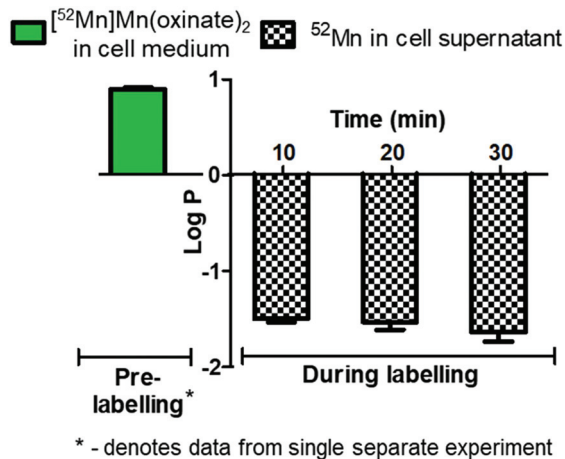 [⁵²Mn]Mn(oxinate)₂
in cell medium
⁵²Mn in cell supernatant
1
Time (min)
10 20 30
0
Log P
-1
-2
Pre-
labelling*
During labelling
* - denotes data from single separate experiment